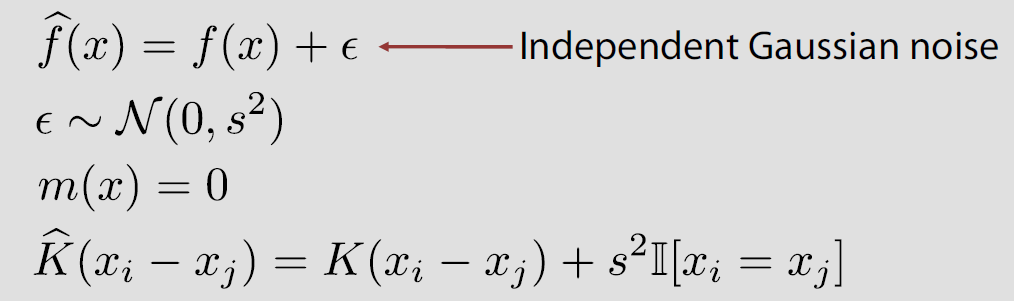 f̂(x) = f(x) + ϵ ← Independent Gaussian noise
ϵ ∼ 𝒩(0, s²)
m(x) = 0
K̂(xᵢ − xⱼ) = K(xᵢ − xⱼ) + s²𝕀[xᵢ = xⱼ]